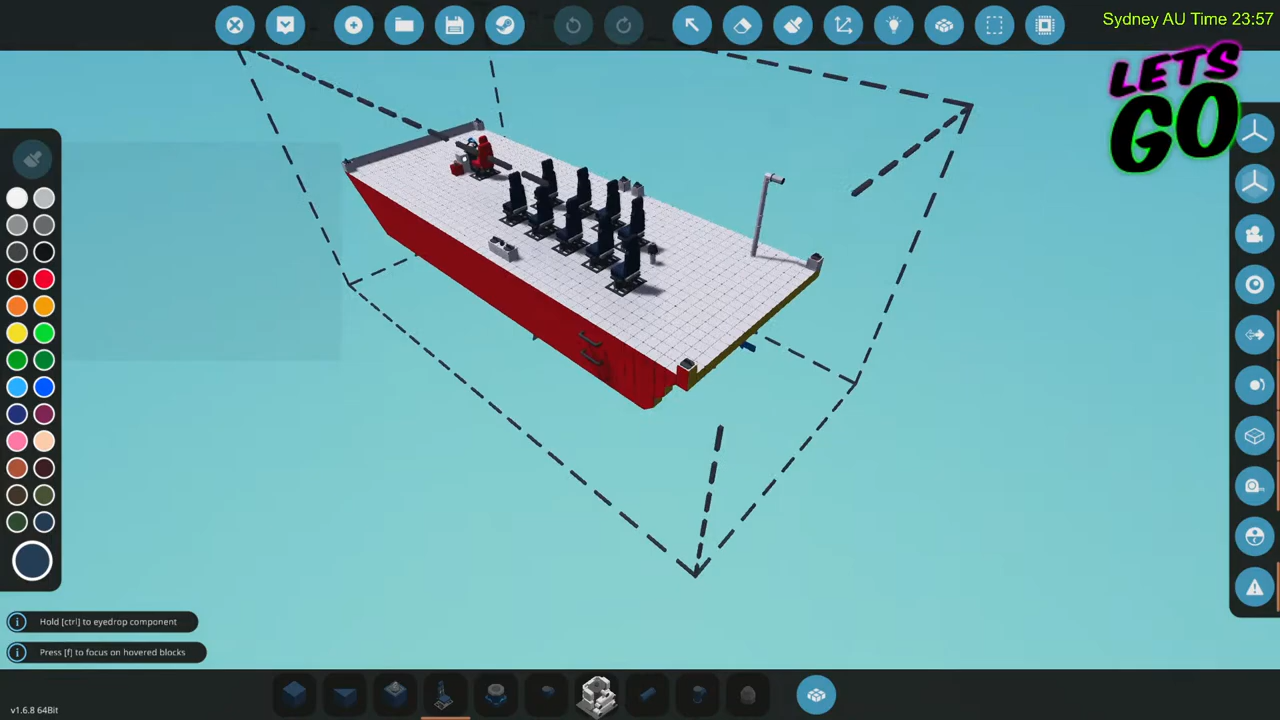 Sydney AU Time 23:57
LETS
GO
Hold [ctrl] to eyedrop component
Press [f] to focus on hovered blocks
v1.6.8 64Bit